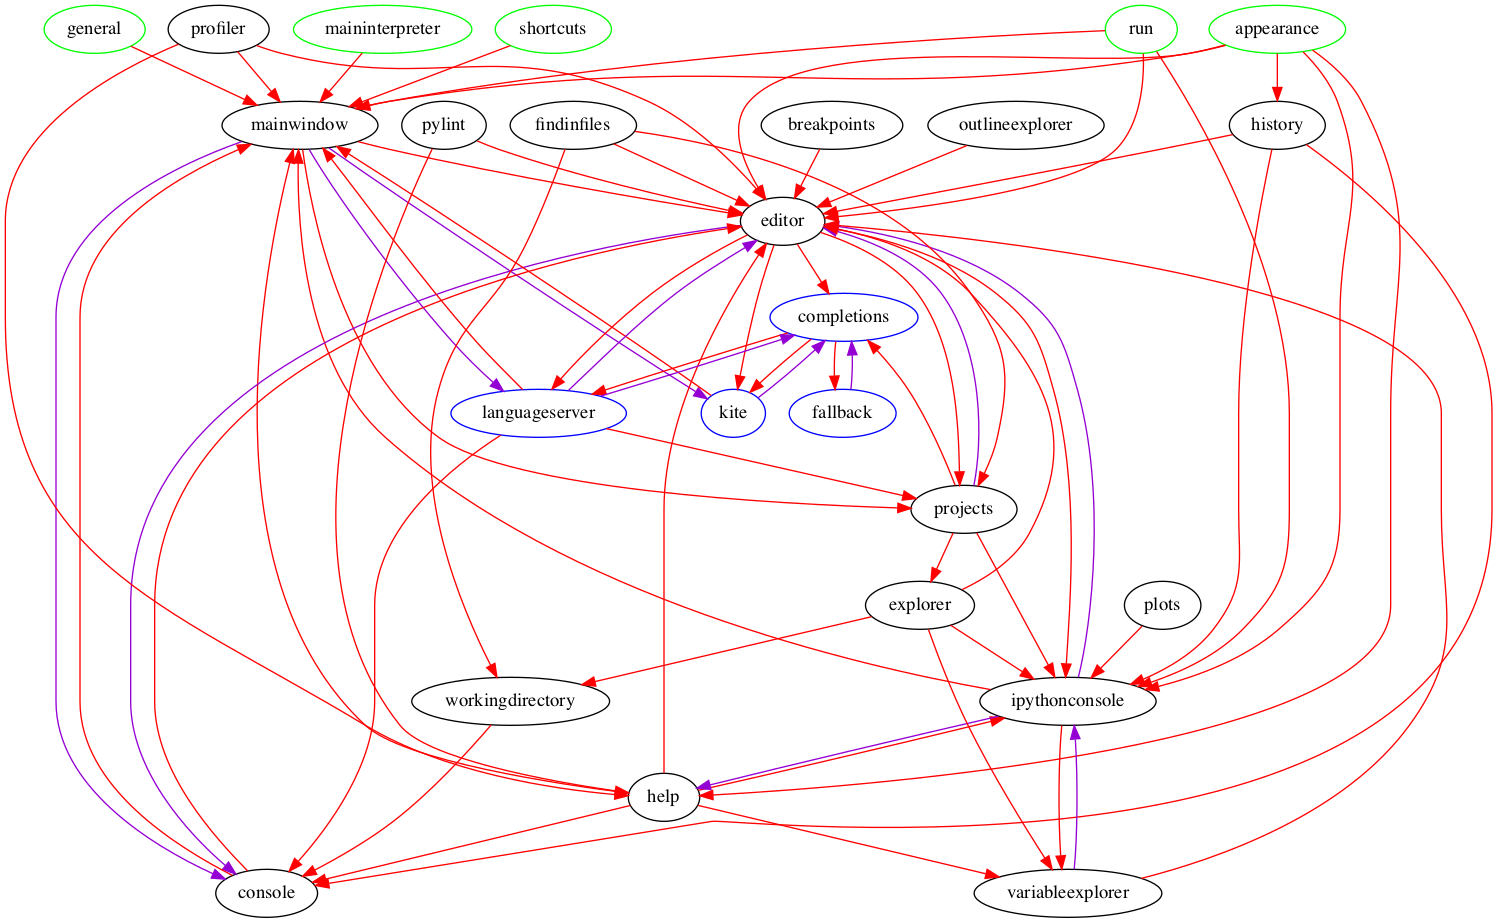 general
profiler
maininterpreter
shortcuts
run
appearance
mainwindow
pylint
findinfiles
breakpoints
outlineexplorer
history
editor
completions
languageserver
kite
fallback
projects
explorer
plots
workingdirectory
ipythonconsole
help
console
variableexplorer